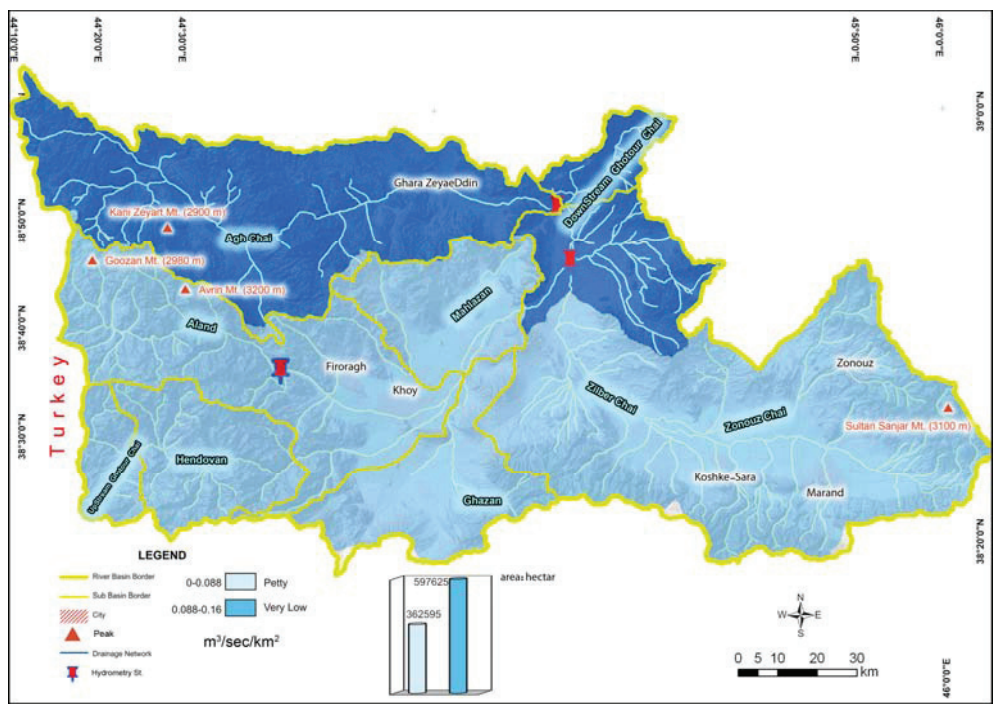 44°10'0"E
44°20'0"E
44°30'0"E
45°50'0"E
46°0'0"E
39°0'0"N
38°50'0"N
38°40'0"N
38°30'0"N
38°20'0"N
46°0'0"E
Ghara ZeyaeDdin
DownStream Ghotour Chai
Kani Zeyart Mt. (2900 m)
Agh Chai
Goozan Mt. (2980 m)
Avrin Mt. (3200 m)
Mahlazan
Aland
Turkey
Firoragh
Khoy
Zonouz
Zilber Chai
Zonouz Chai
Sultan Sanjar Mt. (3100 m)
Hendovan
Koshke-Sara
Marand
Ghazan
LEGEND
River Basin Border
Sub Basin Border
City
Peak
Drainage Network
Hydrometry St.
0-0.088 Petty
0.088-0.16 Very Low
m³/sec/km²
area: hectar
597625
362595
N
W E
S
0 5 10 20 30
km